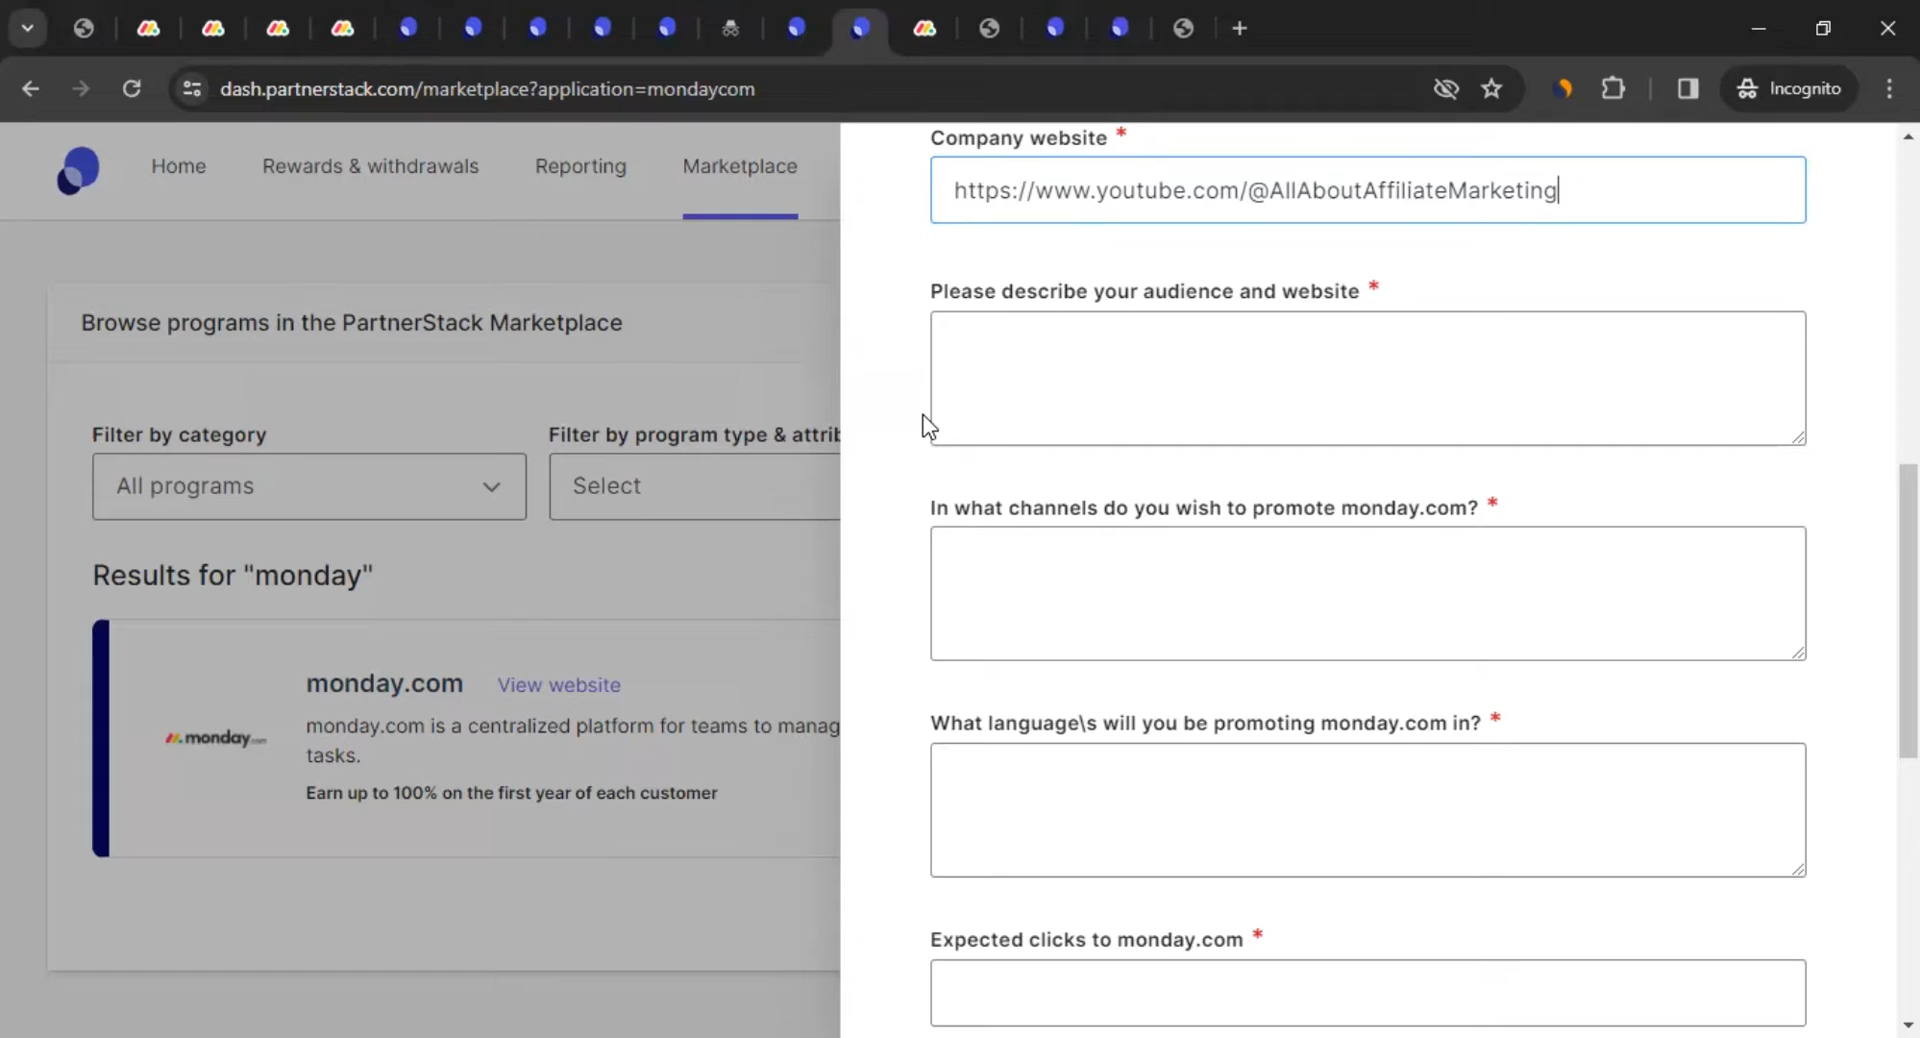 dash.partnerstack.com/marketplace?application=mondaycom
Incognito
Home
Rewards & withdrawals
Reporting
Marketplace
Browse programs in the PartnerStack Marketplace
Filter by category
Filter by program type & attrib
All programs
Select
Results for "monday"
monday.com
View website
monday.com
monday.com is a centralized platform for teams to manag
tasks.
Earn up to 100% on the first year of each customer
Company website *
https://www.youtube.com/@AllAboutAffiliateMarketing
Please describe your audience and website *
In what channels do you wish to promote monday.com? *
What language\s will you be promoting monday.com in? *
Expected clicks to monday.com *